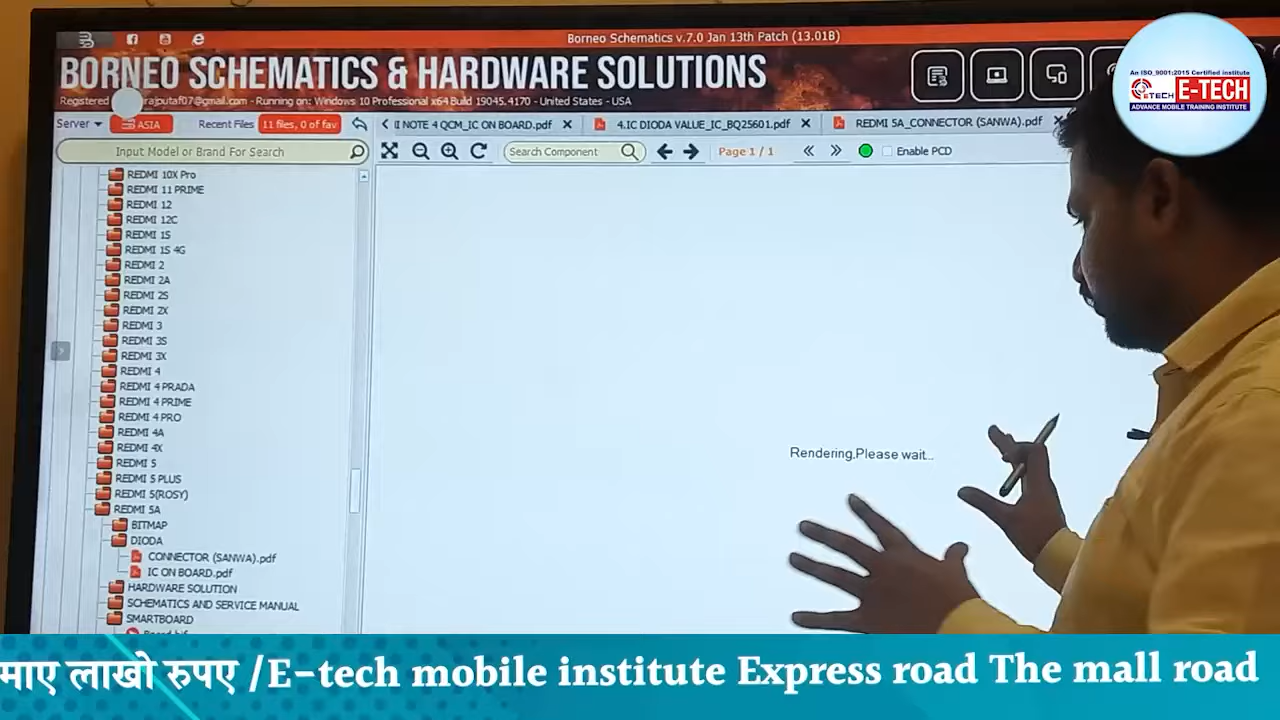 Borneo Schematics v.7.0 Jan 13th Patch (13.01B)
BORNEO SCHEMATICS & HARDWARE SOLUTIONS
Registered rajputaf07@gmail.com - Running on: Windows 10 Professional x64 Build 19045.4170 - United States - USA
An ISO_9001:2015 Certified institute
ETECH E-TECH
ADVANCE MOBILE TRAINING INSTITUTE
Server ASIA Recent Files 11 files, 0 of fav
NOTE 4 QCM_IC ON BOARD.pdf
4.IC DIODA VALUE_IC_BQ25601.pdf
REDMI 5A_CONNECTOR (SANWA).pdf
Input Model or Brand For Search
Search Component
Page 1 / 1
Enable PCD
REDMI 10X Pro
REDMI 11 PRIME
REDMI 12
REDMI 12C
REDMI 1S
REDMI 1S 4G
REDMI 2
REDMI 2A
REDMI 2S
REDMI 2X
REDMI 3
REDMI 3S
REDMI 3X
REDMI 4
REDMI 4 PRADA
REDMI 4 PRIME
REDMI 4 PRO
REDMI 4A
REDMI 4X
REDMI 5
REDMI 5 PLUS
REDMI 5(ROSY)
REDMI 5A
BITMAP
DIODA
CONNECTOR (SANWA).pdf
IC ON BOARD.pdf
HARDWARE SOLUTION
SCHEMATICS AND SERVICE MANUAL
SMARTBOARD
Rendering,Please wait...
माए लाखो रुपए /E-tech mobile institute Express road The mall road